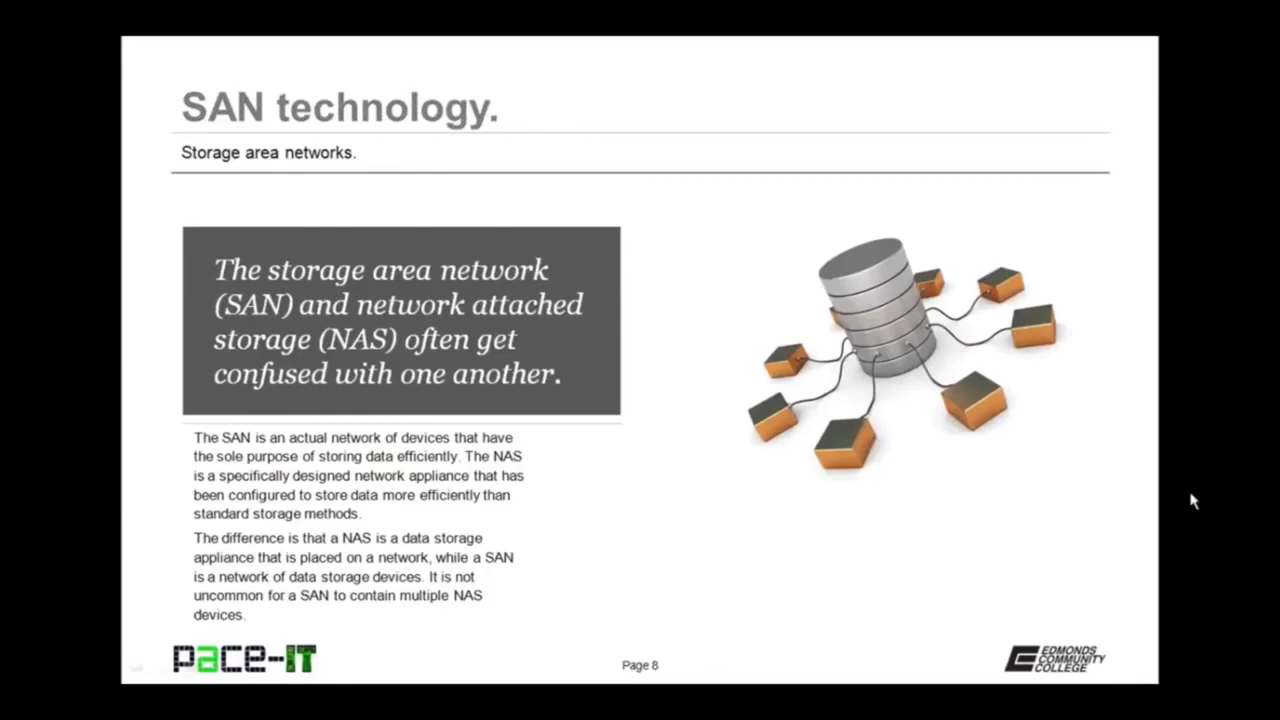 SAN technology.
Storage area networks.
The storage area network
(SAN) and network attached
storage (NAS) often get
confused with one another.
The SAN is an actual network of devices that have
the sole purpose of storing data efficiently. The NAS
is a specifically designed network appliance that has
been configured to store data more efficiently than
standard storage methods.
The difference is that a NAS is a data storage
appliance that is placed on a network, while a SAN
is a network of data storage devices. It is not
uncommon for a SAN to contain multiple NAS
devices.
pace-IT
Page 8
EDMONDS
COMMUNITY
COLLEGE